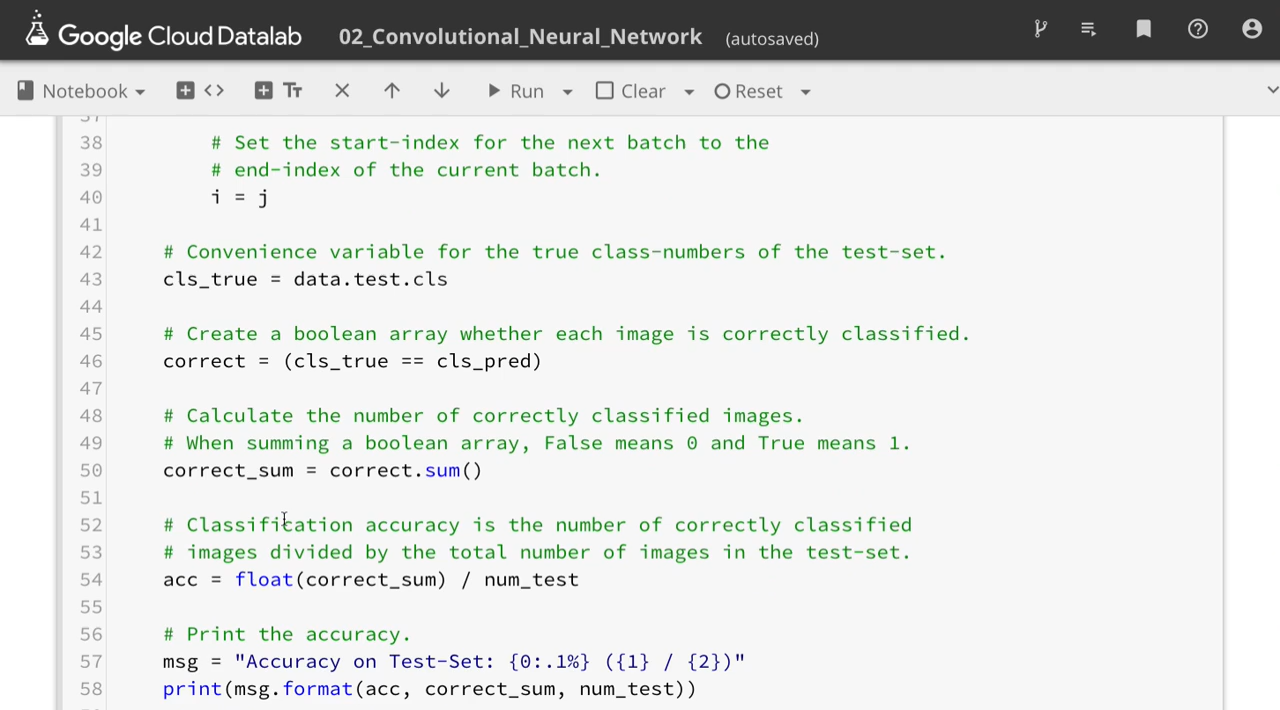 Google Cloud Datalab 02_Convolutional_Neural_Network (autosaved)
Notebook <> Tт Run Clear Reset
37
38 # Set the start-index for the next batch to the
39 # end-index of the current batch.
40 i = j
41
42 # Convenience variable for the true class-numbers of the test-set.
43 cls_true = data.test.cls
44
45 # Create a boolean array whether each image is correctly classified.
46 correct = (cls_true == cls_pred)
47
48 # Calculate the number of correctly classified images.
49 # When summing a boolean array, False means 0 and True means 1.
50 correct_sum = correct.sum()
51
52 # Classification accuracy is the number of correctly classified
53 # images divided by the total number of images in the test-set.
54 acc = float(correct_sum) / num_test
55
56 # Print the accuracy.
57 msg = "Accuracy on Test-Set: {0:.1%} ({1} / {2})"
58 print(msg.format(acc, correct_sum, num_test))